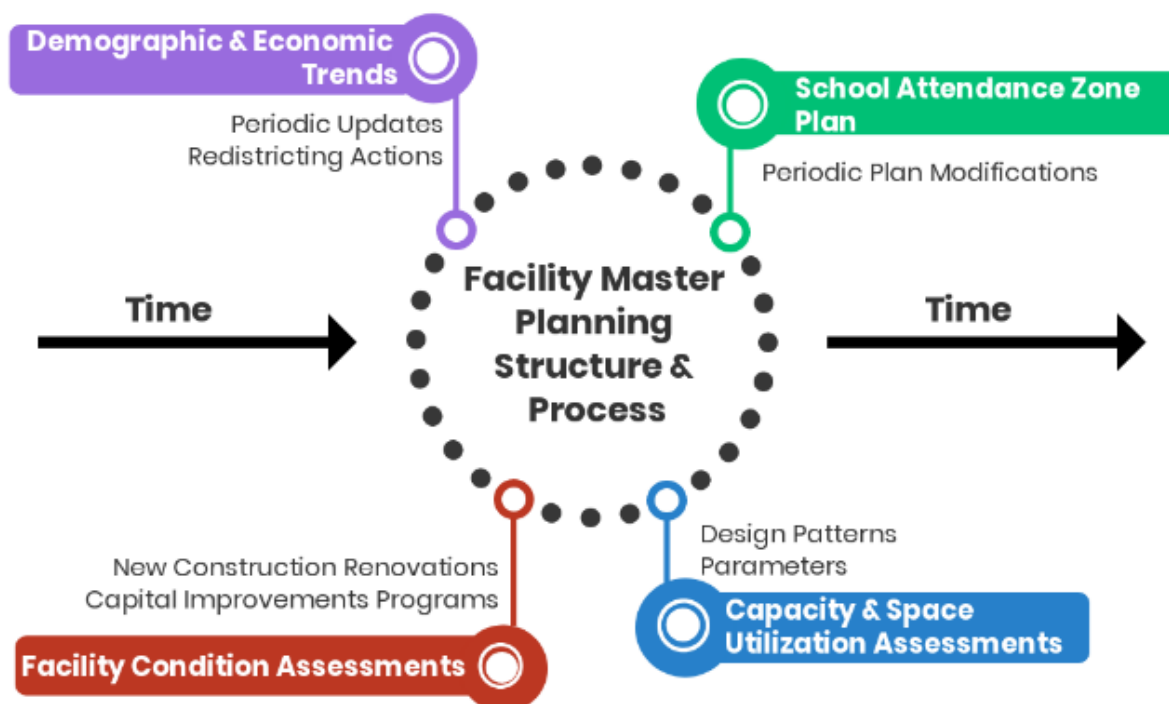 Demographic & Economic
Trends
Periodic Updates
Redistricting Actions
School Attendance Zone
Plan
Periodic Plan Modifications
Time
Facility Master
Planning
Structure &
Process
Time
New Construction Renovations
Capital Improvements Programs
Facility Condition Assessments
Design Patterns
Parameters
Capacity & Space
Utilization Assessments